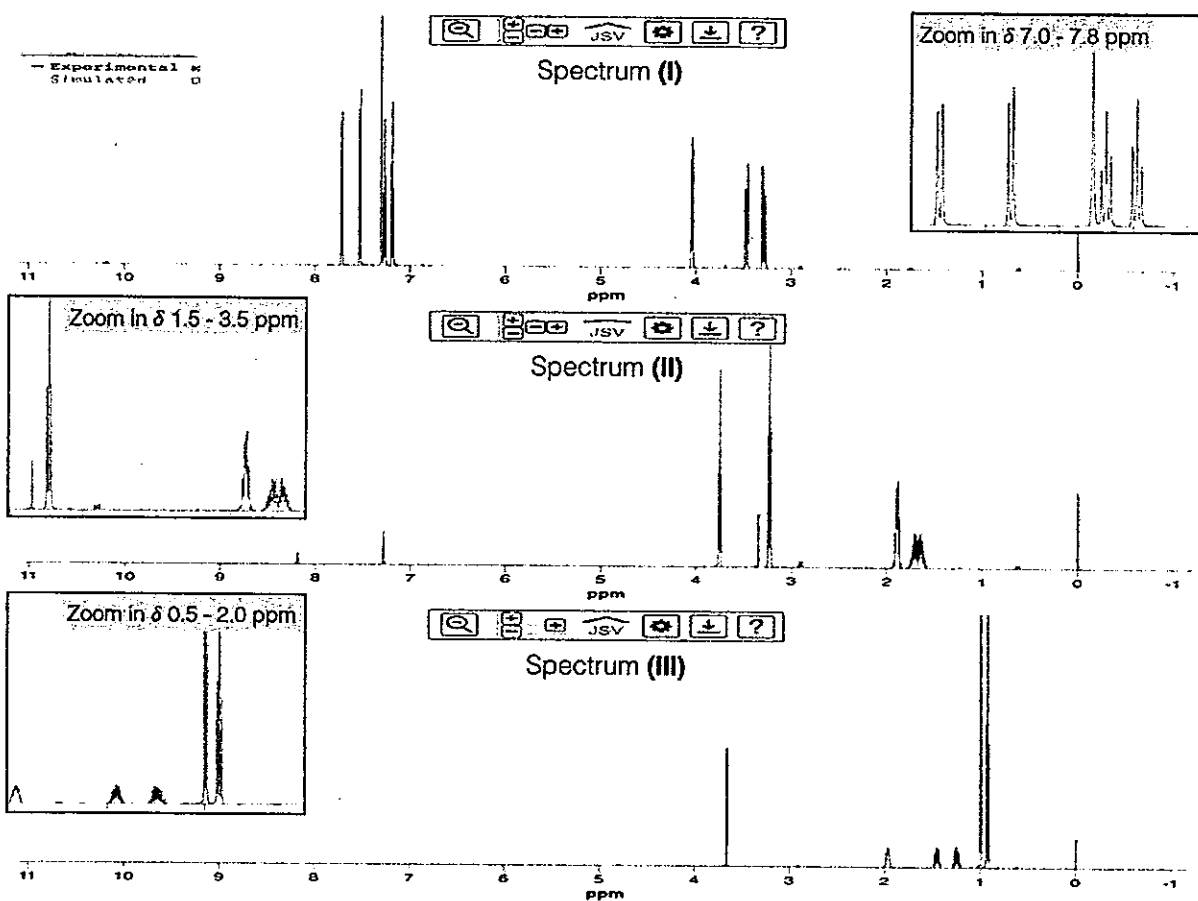 JSV ?
Zoom in δ 7.0 - 7.8 ppm
Experimental
Simulated
Spectrum (I)
11 10 9 8 7 6 5 4 3 2 1 0 -1
ppm
Zoom in δ 1.5 - 3.5 ppm
JSV ?
Spectrum (II)
11 10 9 8 7 6 5 4 3 2 1 0 -1
ppm
Zoom in δ 0.5 - 2.0 ppm
JSV ?
Spectrum (III)
11 10 9 8 7 6 5 4 3 2 1 0 -1
ppm